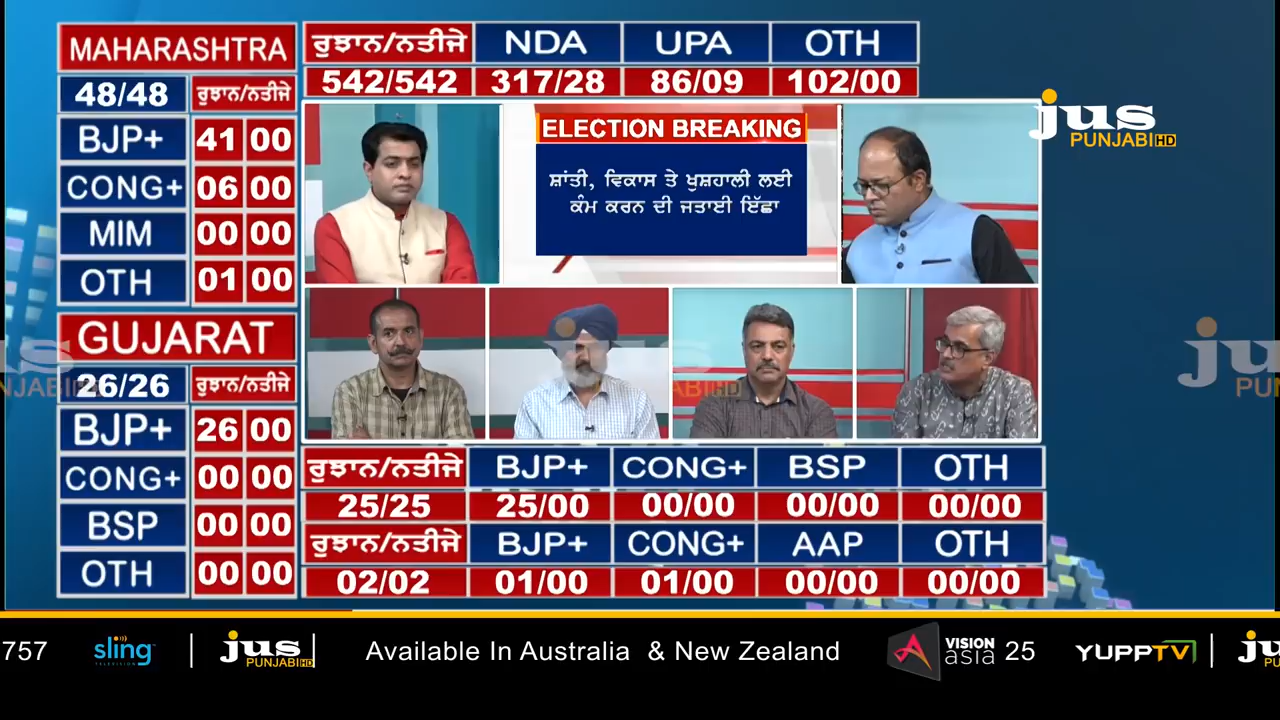 MAHARASHTRA
48/48 ਰੁਝਾਨ/ਨਤੀਜੇ
BJP+ 41 00
CONG+ 06 00
MIM 00 00
OTH 01 00
GUJARAT
26/26 ਰੁਝਾਨ/ਨਤੀਜੇ
BJP+ 26 00
CONG+ 00 00
BSP 00 00
OTH 00 00
ਰੁਝਾਨ/ਨਤੀਜੇ NDA UPA OTH
542/542 317/28 86/09 102/00
jus
PUNJABI HD
ELECTION BREAKING
ਸ਼ਾਂਤੀ, ਵਿਕਾਸ ਤੇ ਖੁਸ਼ਹਾਲੀ ਲਈ
ਕੰਮ ਕਰਨ ਦੀ ਜਤਾਈ ਇੱਛਾ
ਰੁਝਾਨ/ਨਤੀਜੇ BJP+ CONG+ BSP OTH
25/25 25/00 00/00 00/00 00/00
ਰੁਝਾਨ/ਨਤੀਜੇ BJP+ CONG+ AAP OTH
02/02 01/00 01/00 00/00 00/00
757 sling TELEVISION | jus PUNJABI HD | Available In Australia & New Zealand VISION asia 25 YUPPTV |